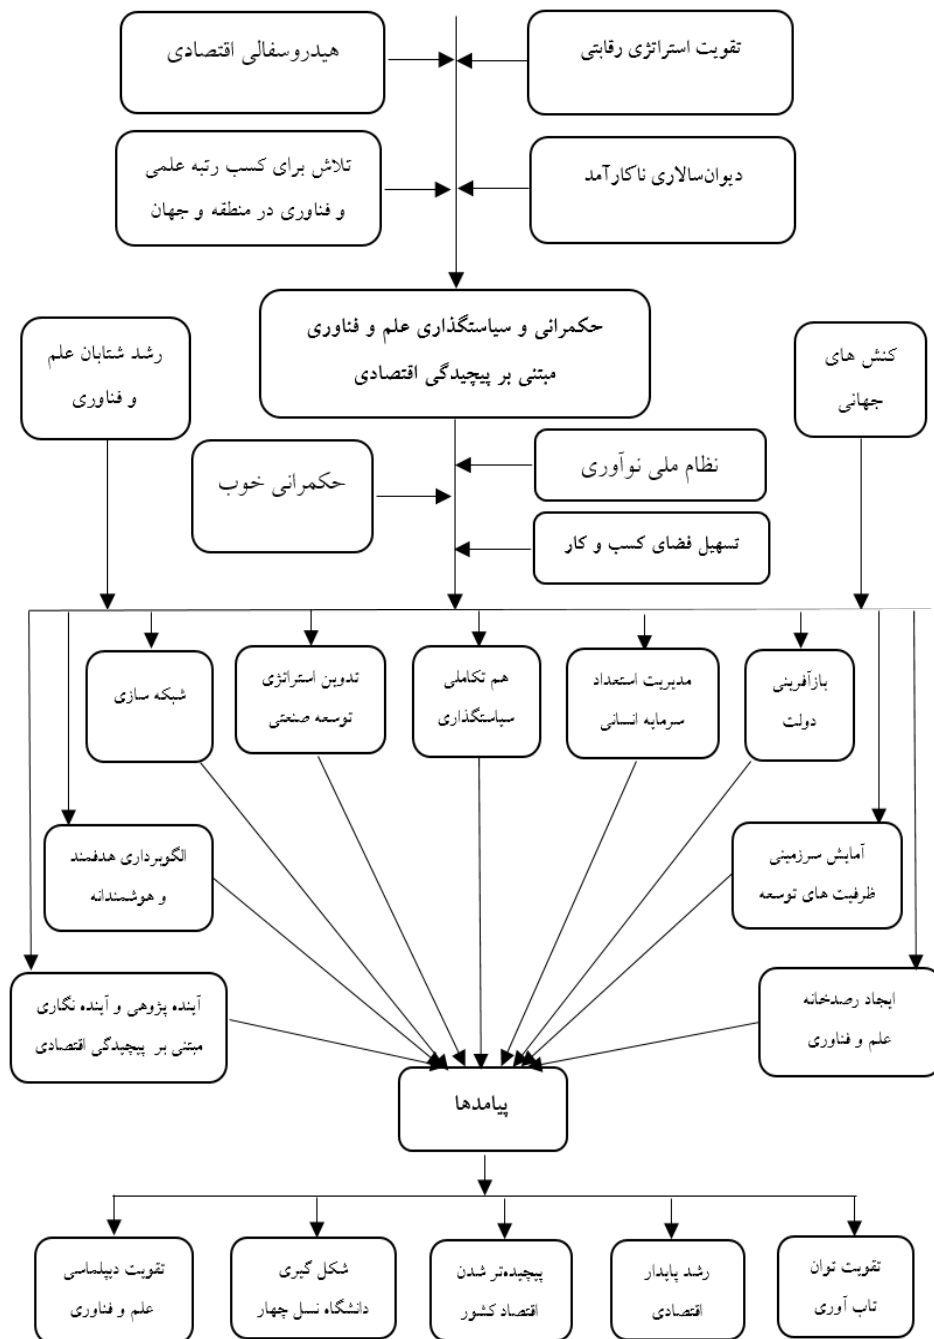 تقویت استراتژی رقابتی
هیدروسفالی اقتصادی
دیوان‌سالاری ناکارآمد
تلاش برای کسب رتبه علمی
و فناوری در منطقه و جهان
حکمرانی و سیاستگذاری علم و فناوری
مبتنی بر پیچیدگی اقتصادی
کنش های
جهانی
رشد شتابان علم
و فناوری
نظام ملی نوآوری
حکمرانی خوب
تسهیل فضای کسب و کار
بازآفرینی
دولت
مدیریت استعداد
سرمایه انسانی
هم تکاملی
سیاستگذاری
تدوین استراتژی
توسعه صنعتی
شبکه سازی
آمایش سرزمینی
ظرفیت های توسعه
الگوبرداری هدفمند
و هوشمندانه
ایجاد رصدخانه
علم و فناوری
آینده پژوهی و آینده نگاری
مبتنی بر پیچیدگی اقتصادی
پیامدها
تقویت توان
تاب آوری
رشد پایدار
اقتصادی
پیچیده‌تر شدن
اقتصاد کشور
شکل گیری
دانشگاه نسل چهار
تقویت دیپلماسی
علم و فناوری